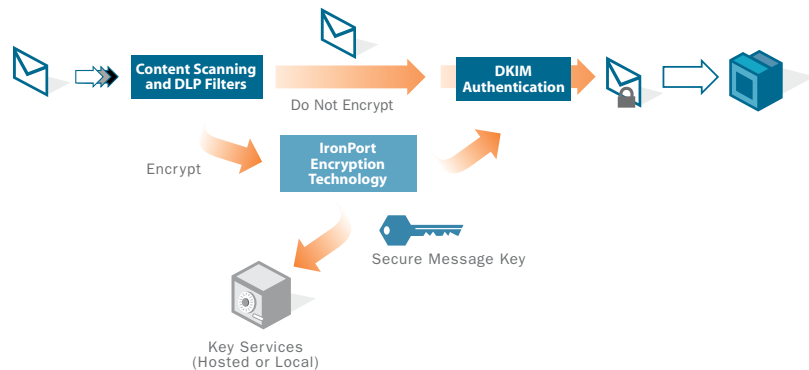 Content Scanning
and DLP Filters
Do Not Encrypt
DKIM
Authentication
Encrypt
IronPort
Encryption
Technology
Secure Message Key
Key Services
(Hosted or Local)